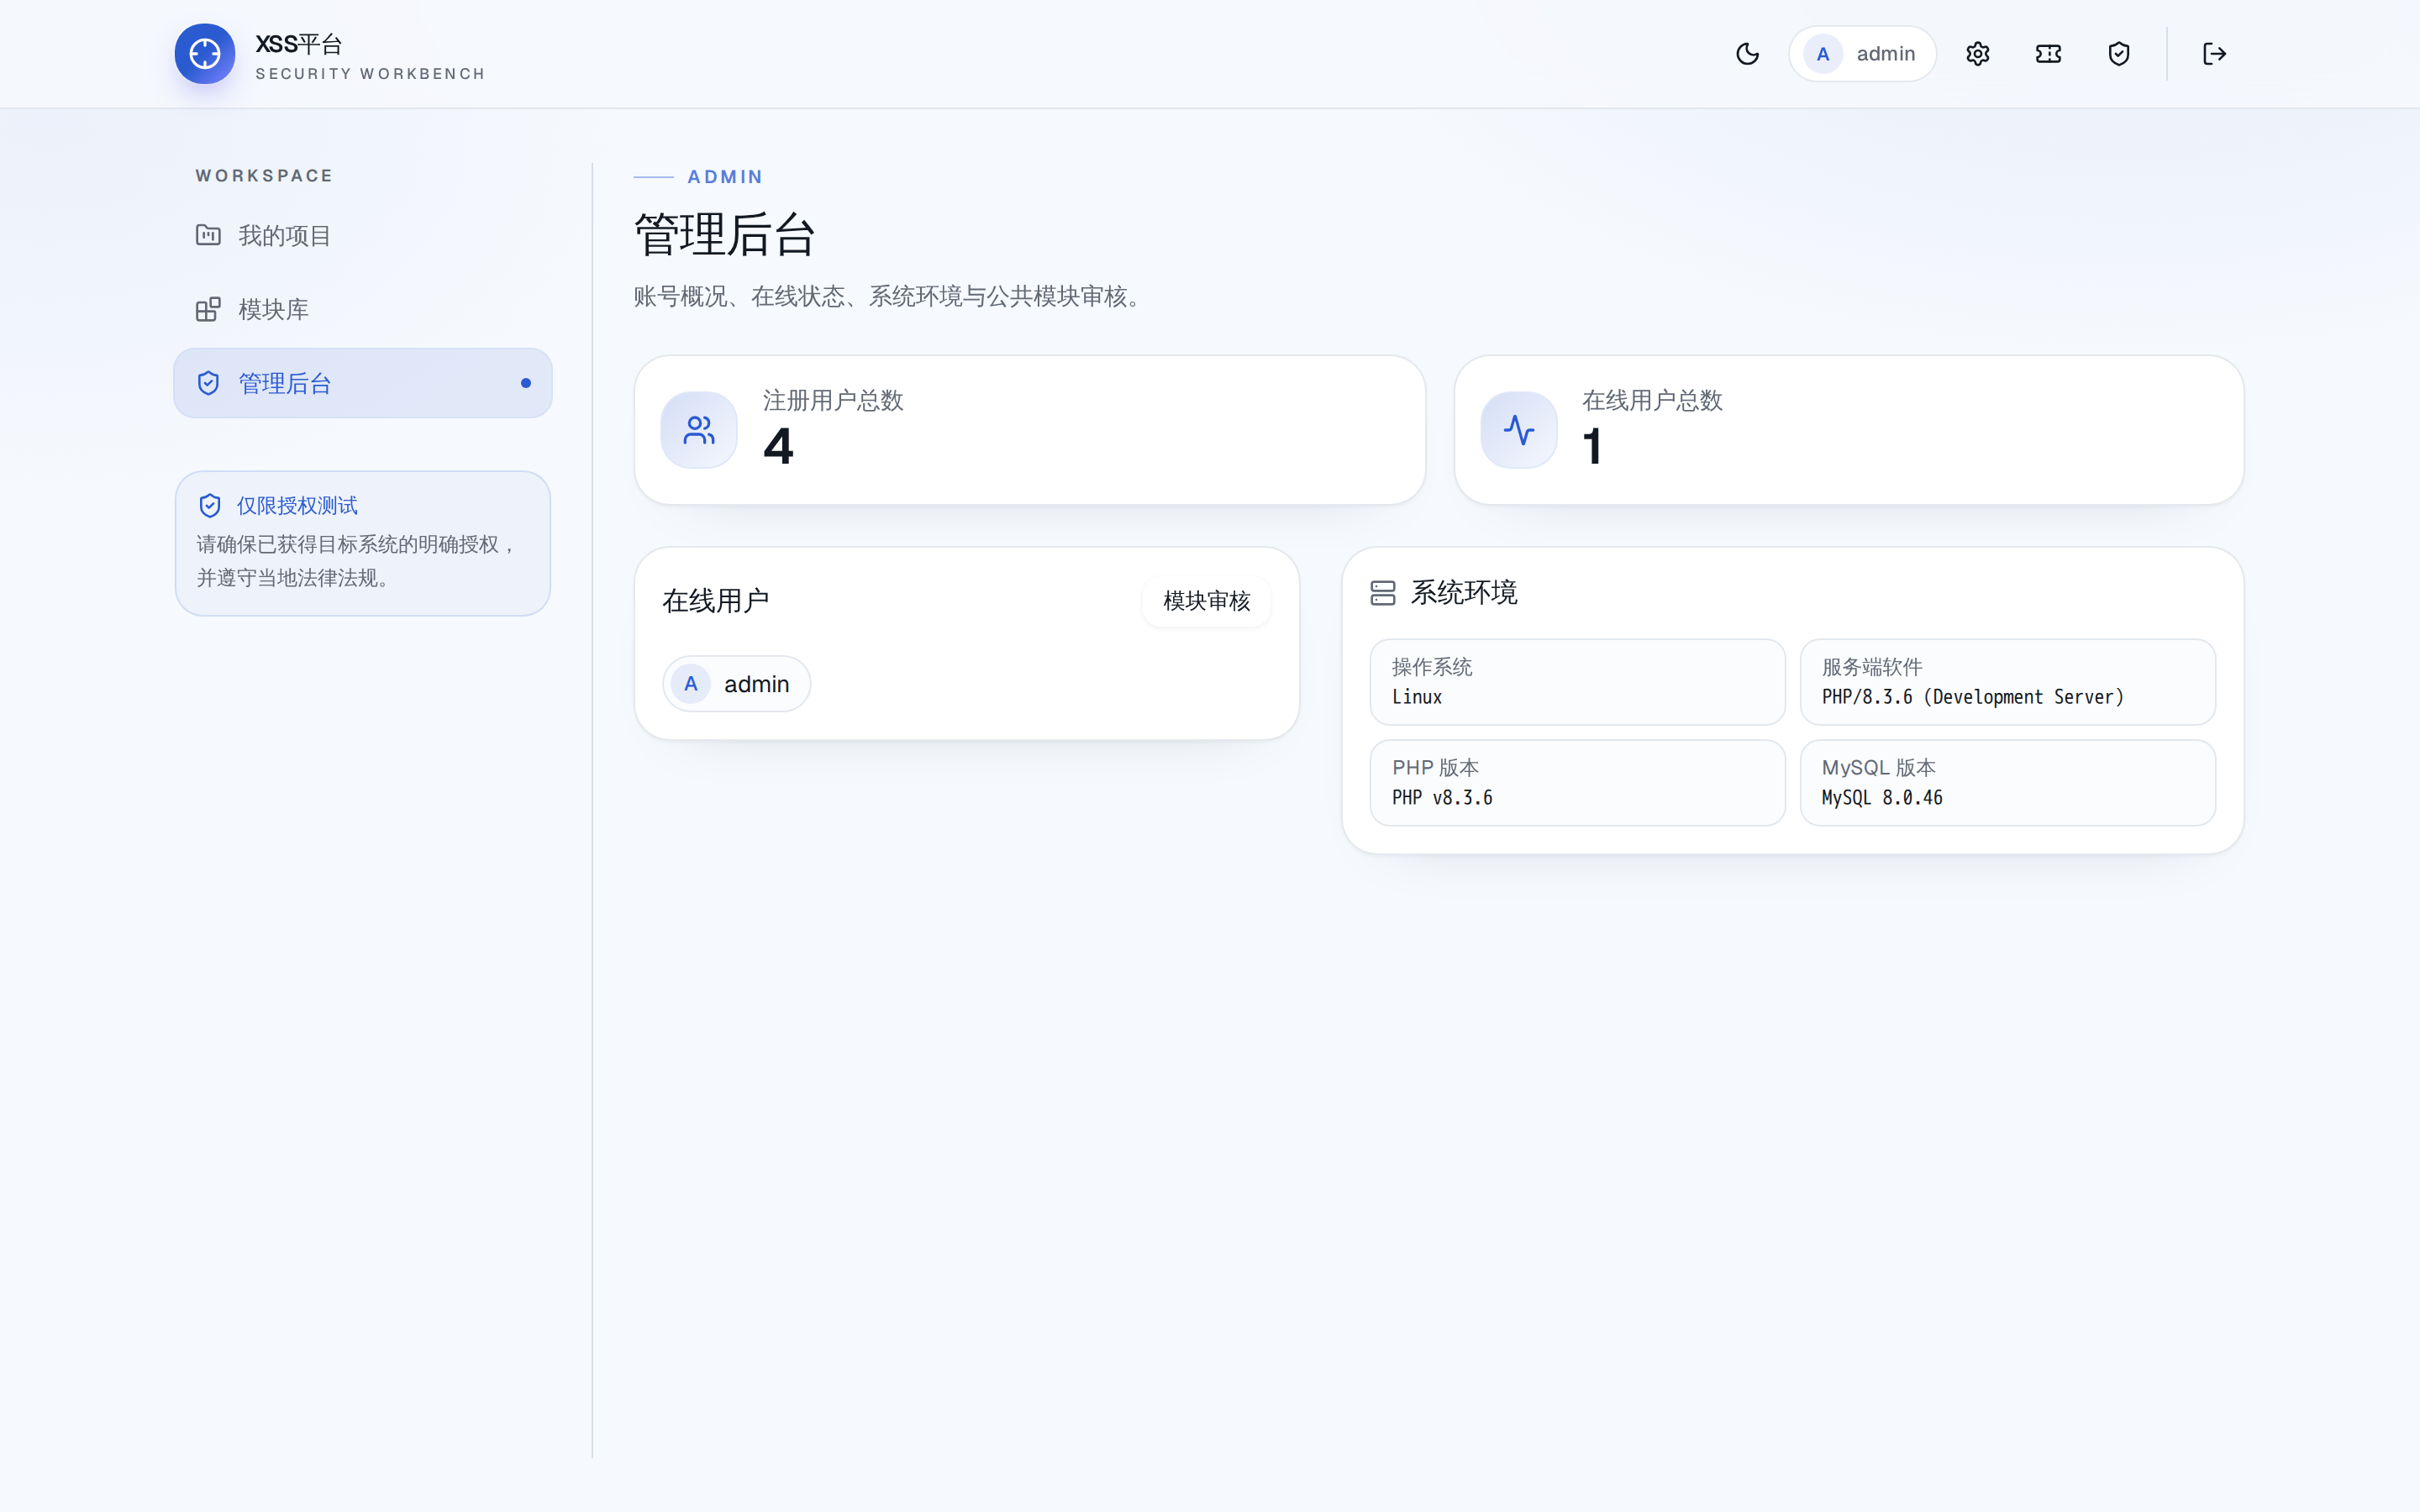 XSS平台
SECURITY WORKBENCH
A admin
WORKSPACE
我的项目
模块库
管理后台
仅限授权测试
请确保已获得目标系统的明确授权，
并遵守当地法律法规。
ADMIN
管理后台
账号概况、在线状态、系统环境与公共模块审核。
注册用户总数
4
在线用户总数
1
在线用户
模块审核
A admin
系统环境
操作系统
Linux
服务端软件
PHP/8.3.6 (Development Server)
PHP 版本
PHP v8.3.6
MySQL 版本
MySQL 8.0.46